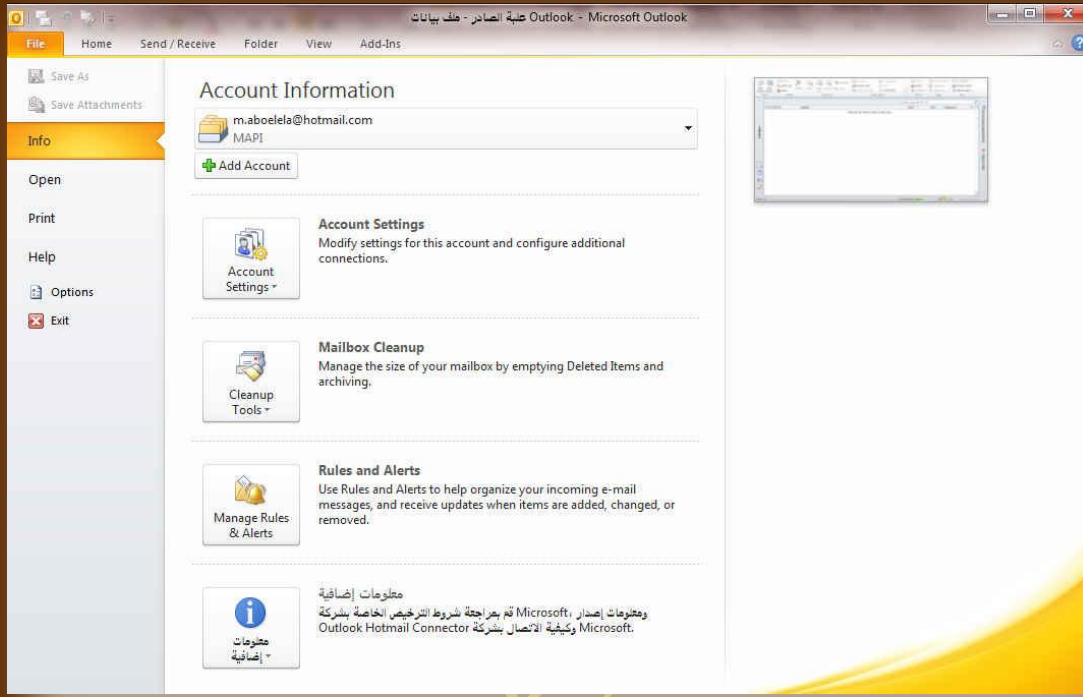 علبة الصادر - ملف بيانات Outlook - Microsoft Outlook
File Home Send / Receive Folder View Add-Ins
Save As
Save Attachments
Info
Open
Print
Help
Options
Exit
Account Information
m.aboelela@hotmail.com
MAPI
Add Account
Account Settings
Account Settings
Modify settings for this account and configure additional
connections.
Cleanup Tools
Mailbox Cleanup
Manage the size of your mailbox by emptying Deleted Items and
archiving.
Manage Rules & Alerts
Rules and Alerts
Use Rules and Alerts to help organize your incoming e-mail
messages, and receive updates when items are added, changed, or
removed.
معلومات إضافية
معلومات إضافية
قم بمراجعة شروط الترخيص الخاصة بشركة Microsoft، ومعلومات إصدار
Outlook Hotmail Connector وكيفية الاتصال بشركة Microsoft.